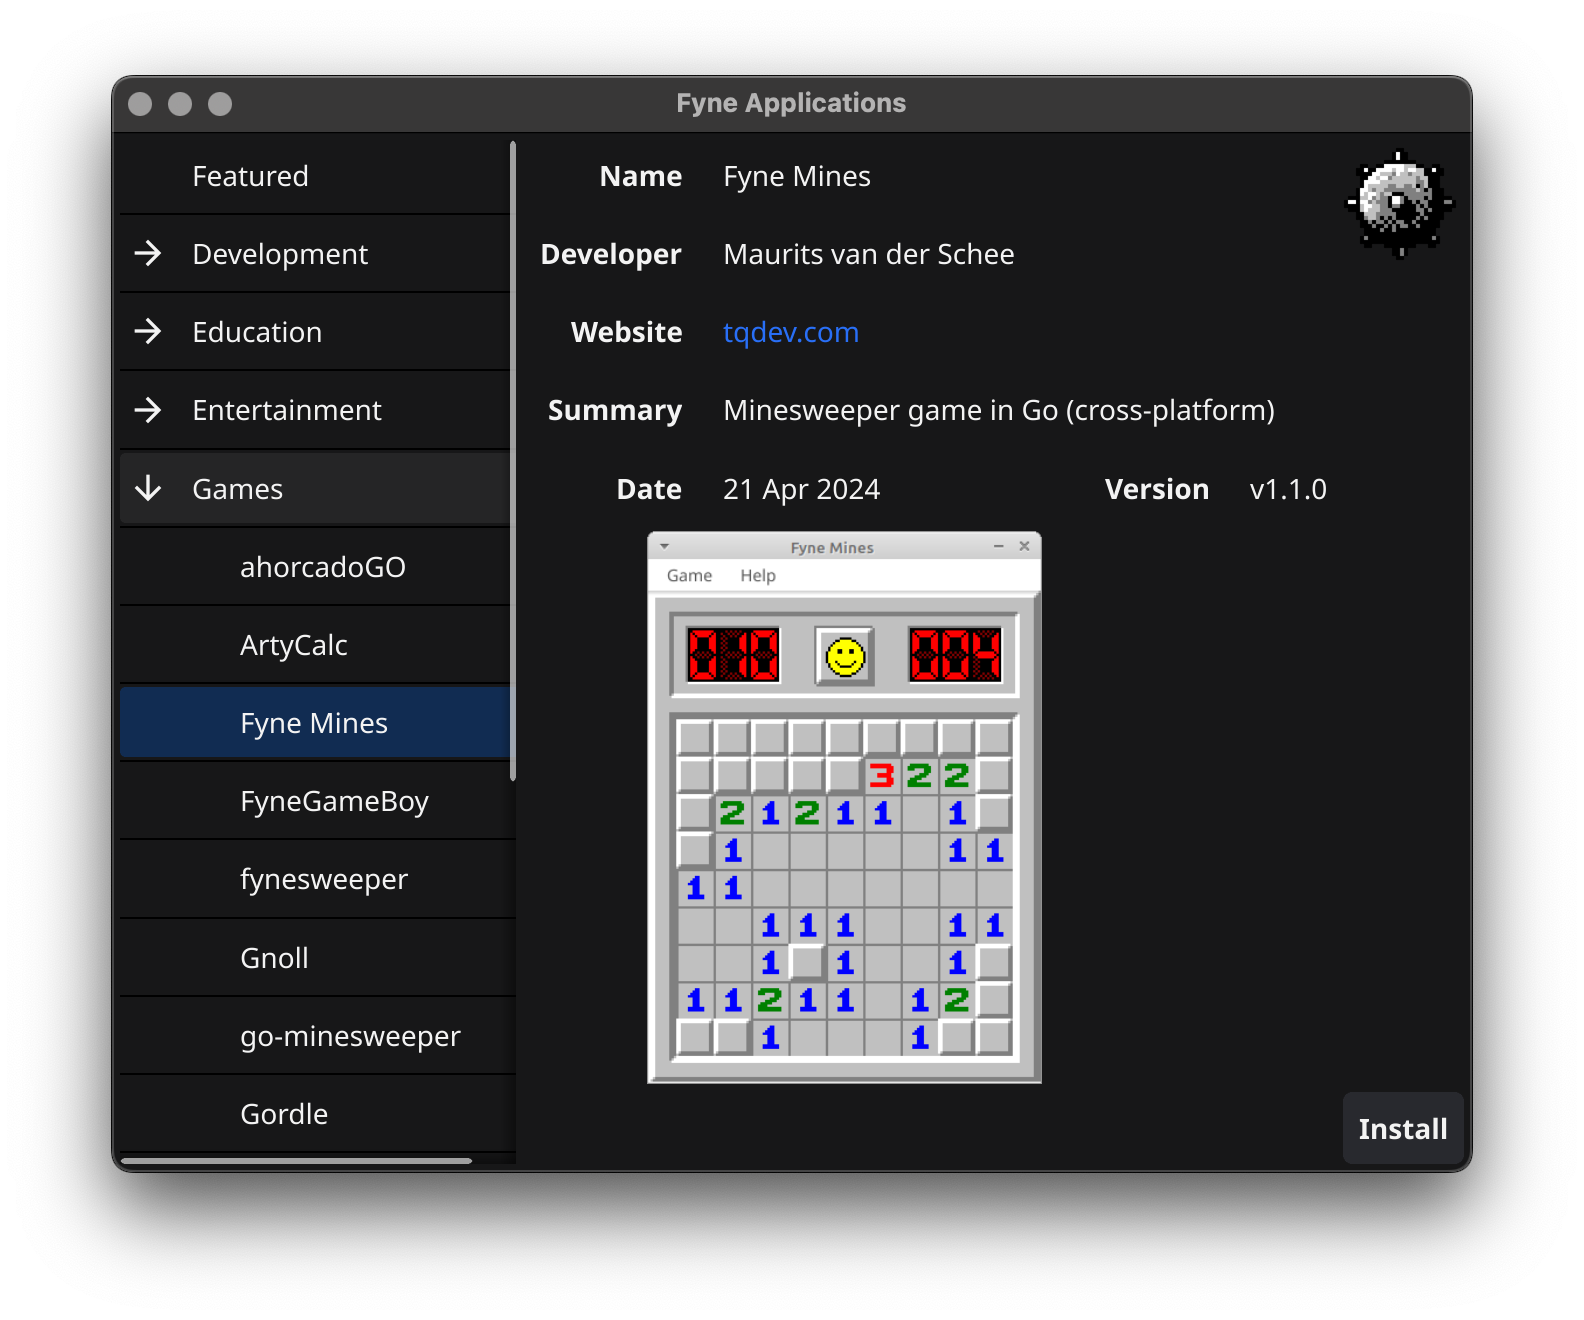 Fyne Applications
Featured
Development
Education
Entertainment
Games
ahorcadoGO
ArtyCalc
Fyne Mines
FyneGameBoy
fynesweeper
Gnoll
go-minesweeper
Gordle
Name Fyne Mines
Developer Maurits van der Schee
Website tqdev.com
Summary Minesweeper game in Go (cross-platform)
Date 21 Apr 2024 Version v1.1.0
Fyne Mines
Game Help
010 004
3 2 2
2 1 2 1 1 1
1 1 1
1 1
1 1 1 1 1
1 1 1
1 1 2 1 1 1 2
1 1
Install